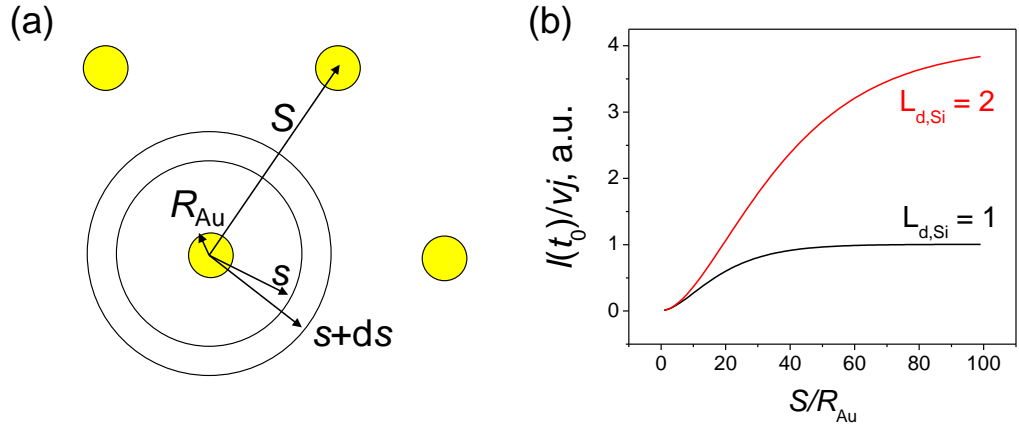 (a)
S
R_Au
s
s+ds
(b)
I(t_0)/vj, a.u.
4
3
2
1
0
L_d,Si = 2
L_d,Si = 1
0 20 40 60 80 100
S/R_Au